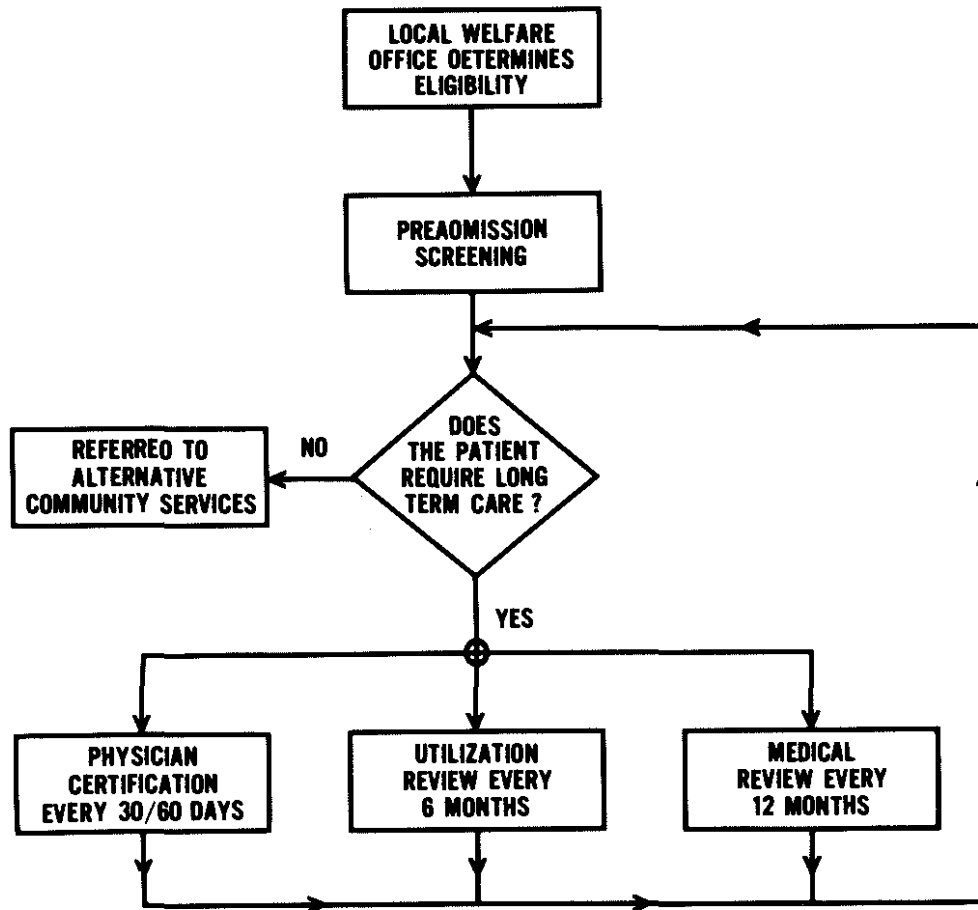 LOCAL WELFARE
OFFICE OETERMINES
ELIGIBILITY
PREAOMISSION
SCREENING
DOES
THE PATIENT
REQUIRE LONG
TERM CARE ?
NO
REFERRED TO
ALTERNATIVE
COMMUNITY SERVICES
YES
PHYSICIAN
CERTIFICATION
EVERY 30/60 DAYS
UTILIZATION
REVIEW EVERY
6 MONTHS
MEDICAL
REVIEW EVERY
12 MONTHS